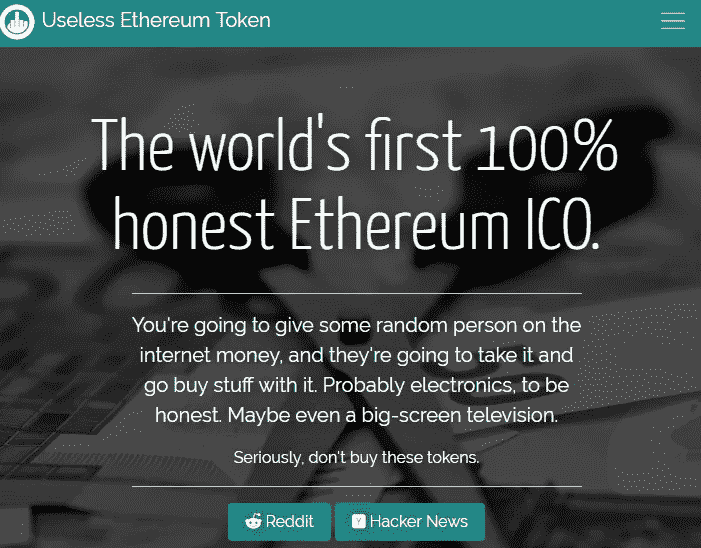 Useless Ethereum Token
The world's first 100%
honest Ethereum ICO.
You're going to give some random person on the
internet money, and they're going to take it and
go buy stuff with it. Probably electronics, to be
honest. Maybe even a big-screen television.
Seriously, don't buy these tokens.
Reddit
Y Hacker News